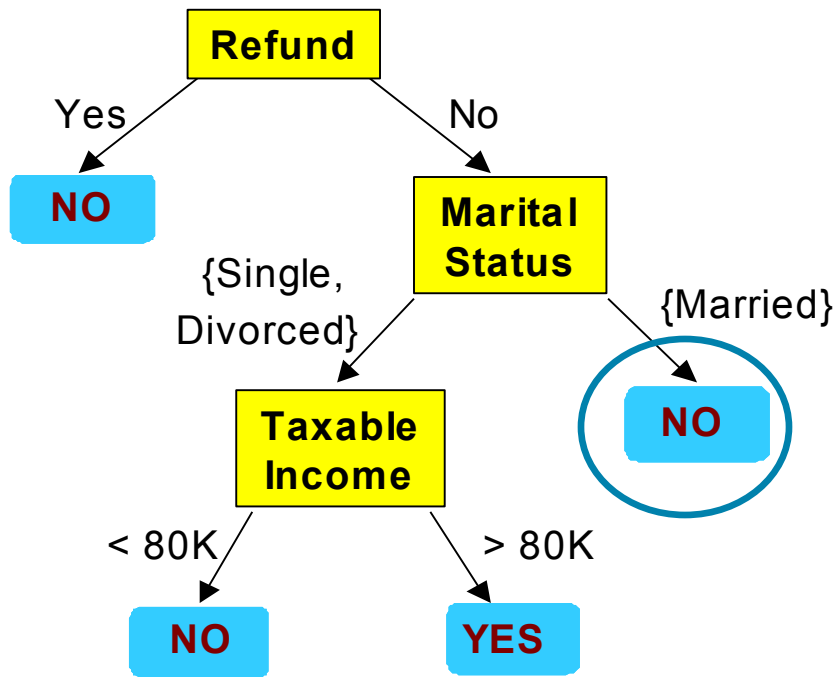 Refund
Yes
No
NO
Marital
Status
{Single,
Divorced}
{Married}
Taxable
Income
NO
< 80K
> 80K
NO
YES